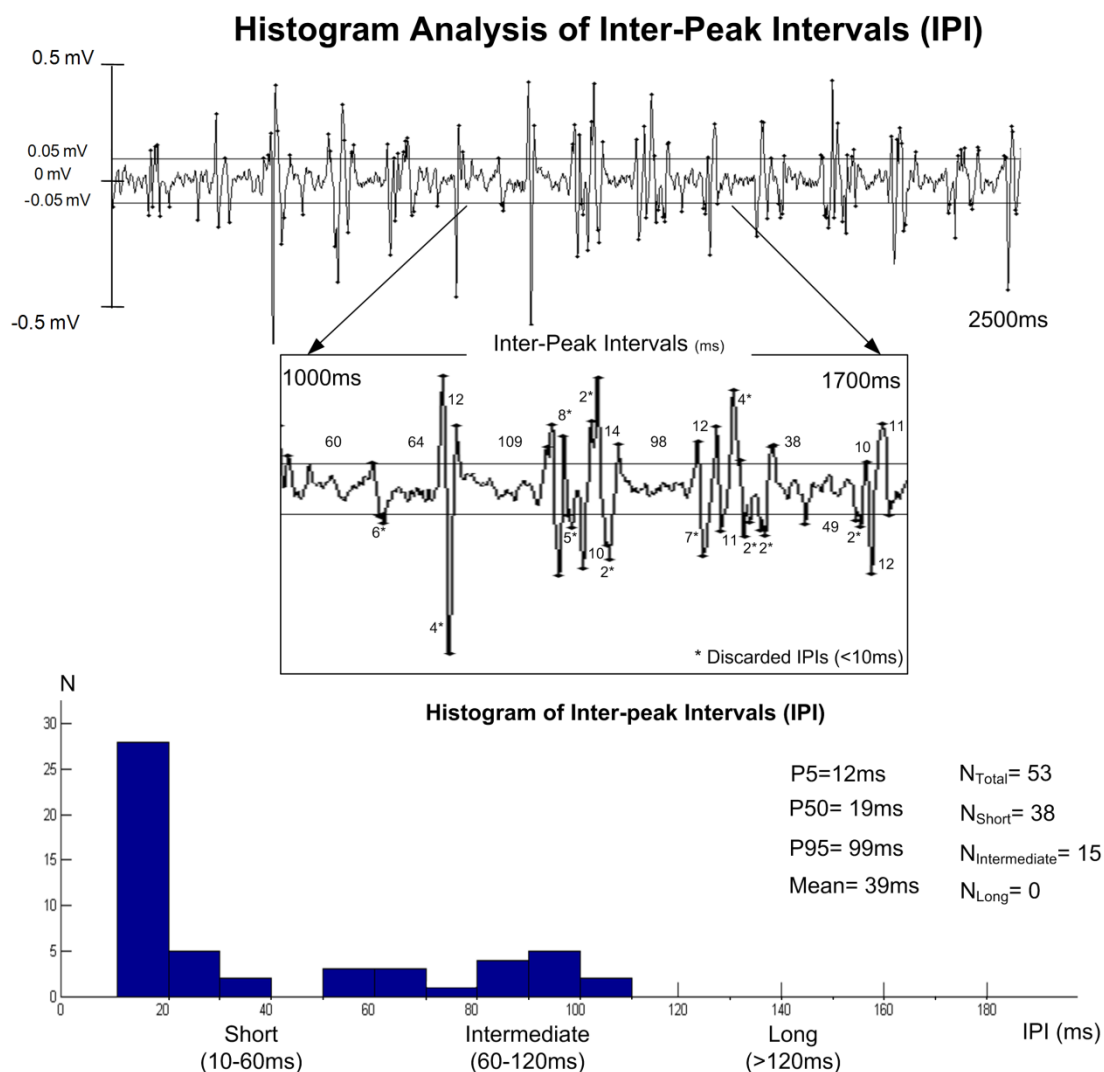 Histogram Analysis of Inter-Peak Intervals (IPI)
0.5 mV
0.05 mV
0 mV
-0.05 mV
-0.5 mV
2500ms
Inter-Peak Intervals (ms)
1000ms
1700ms
12
2*
4*
11
8*
14
12
60
64
109
98
38
10
6*
5*
10
2*
7*
11
2*
2*
49
2*
12
4*
* Discarded IPIs (<10ms)
N
Histogram of Inter-peak Intervals (IPI)
30
25
20
15
10
5
0
P5=12ms
P50= 19ms
P95= 99ms
Mean= 39ms
NTotal= 53
NShort= 38
NIntermediate= 15
NLong= 0
0 20 40 60 80 100 120 140 160 180
IPI (ms)
Short
(10-60ms)
Intermediate
(60-120ms)
Long
(>120ms)